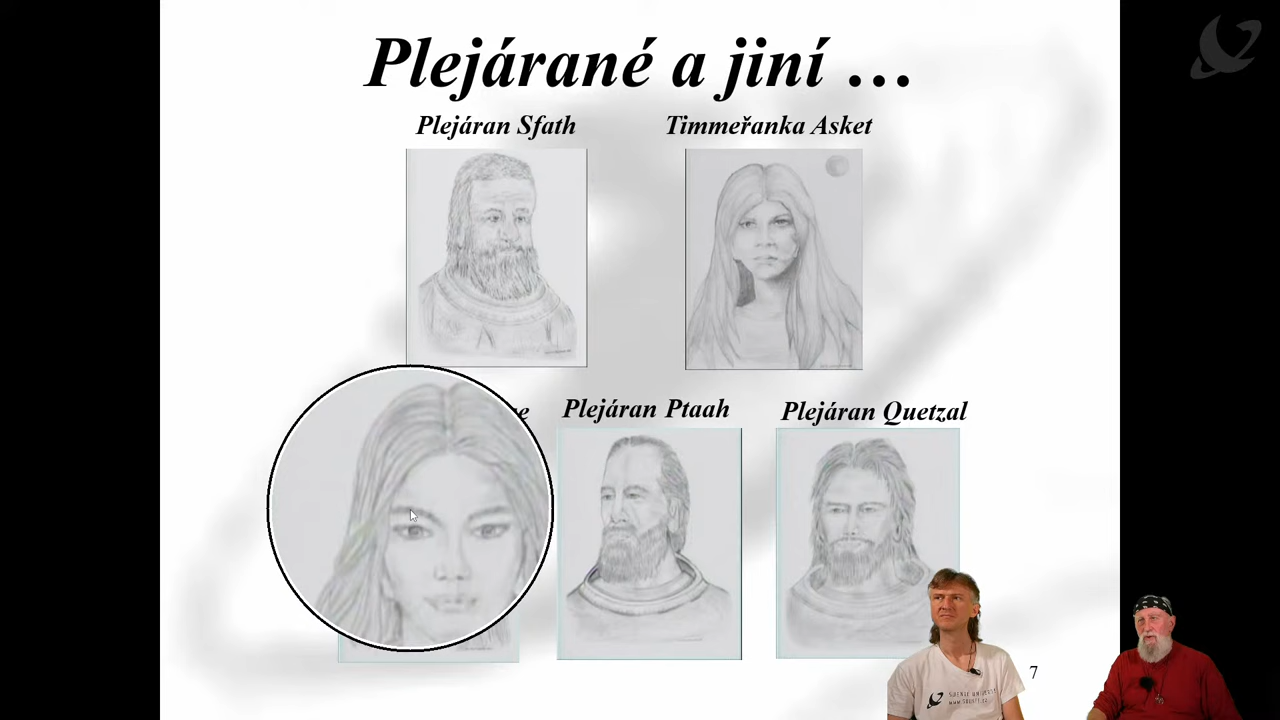 Plejárané a jiní ...
Plejáran Sfath
Timmeřanka Asket
Plejáran Ptaah
Plejáran Quetzal
7